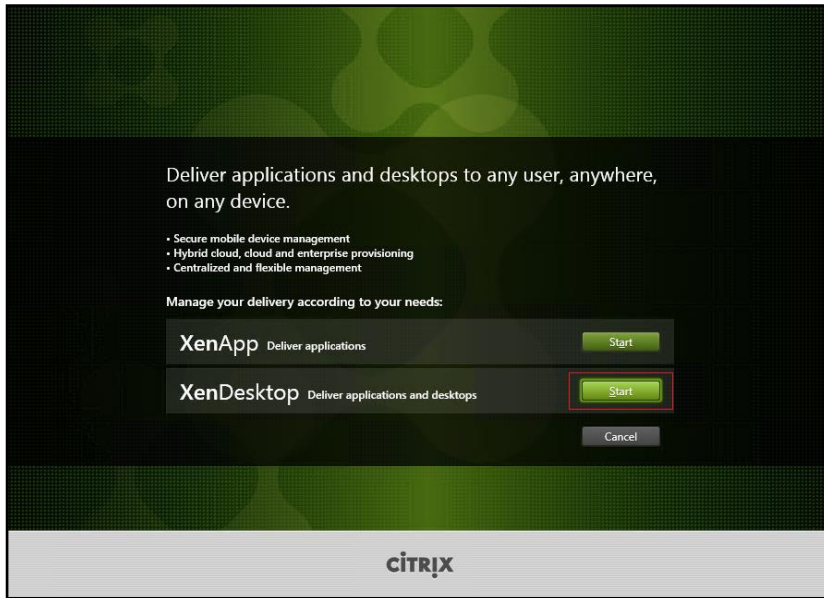 Deliver applications and desktops to any user, anywhere,
on any device.
• Secure mobile device management
• Hybrid cloud, cloud and enterprise provisioning
• Centralized and flexible management
Manage your delivery according to your needs:
XenApp Deliver applications Start
XenDesktop Deliver applications and desktops Start
Cancel
CİTRIX